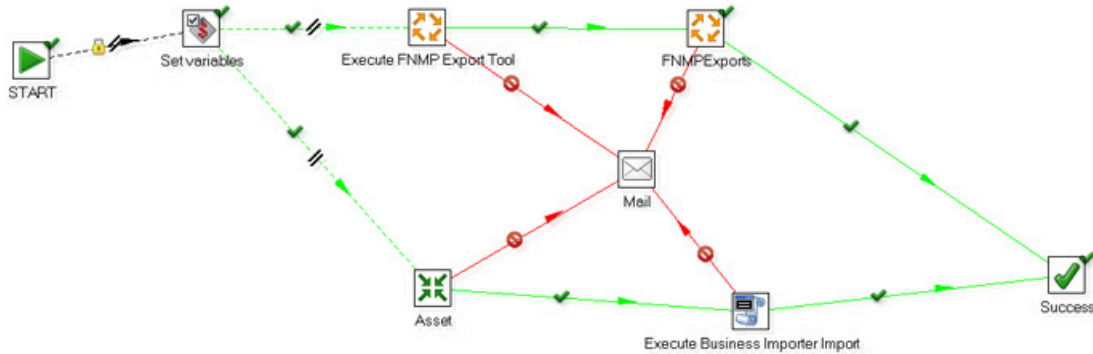 START
Set variables
Execute FNMP Export Tool
FNMPExports
Mail
Asset
Execute Business Importer Import
Success